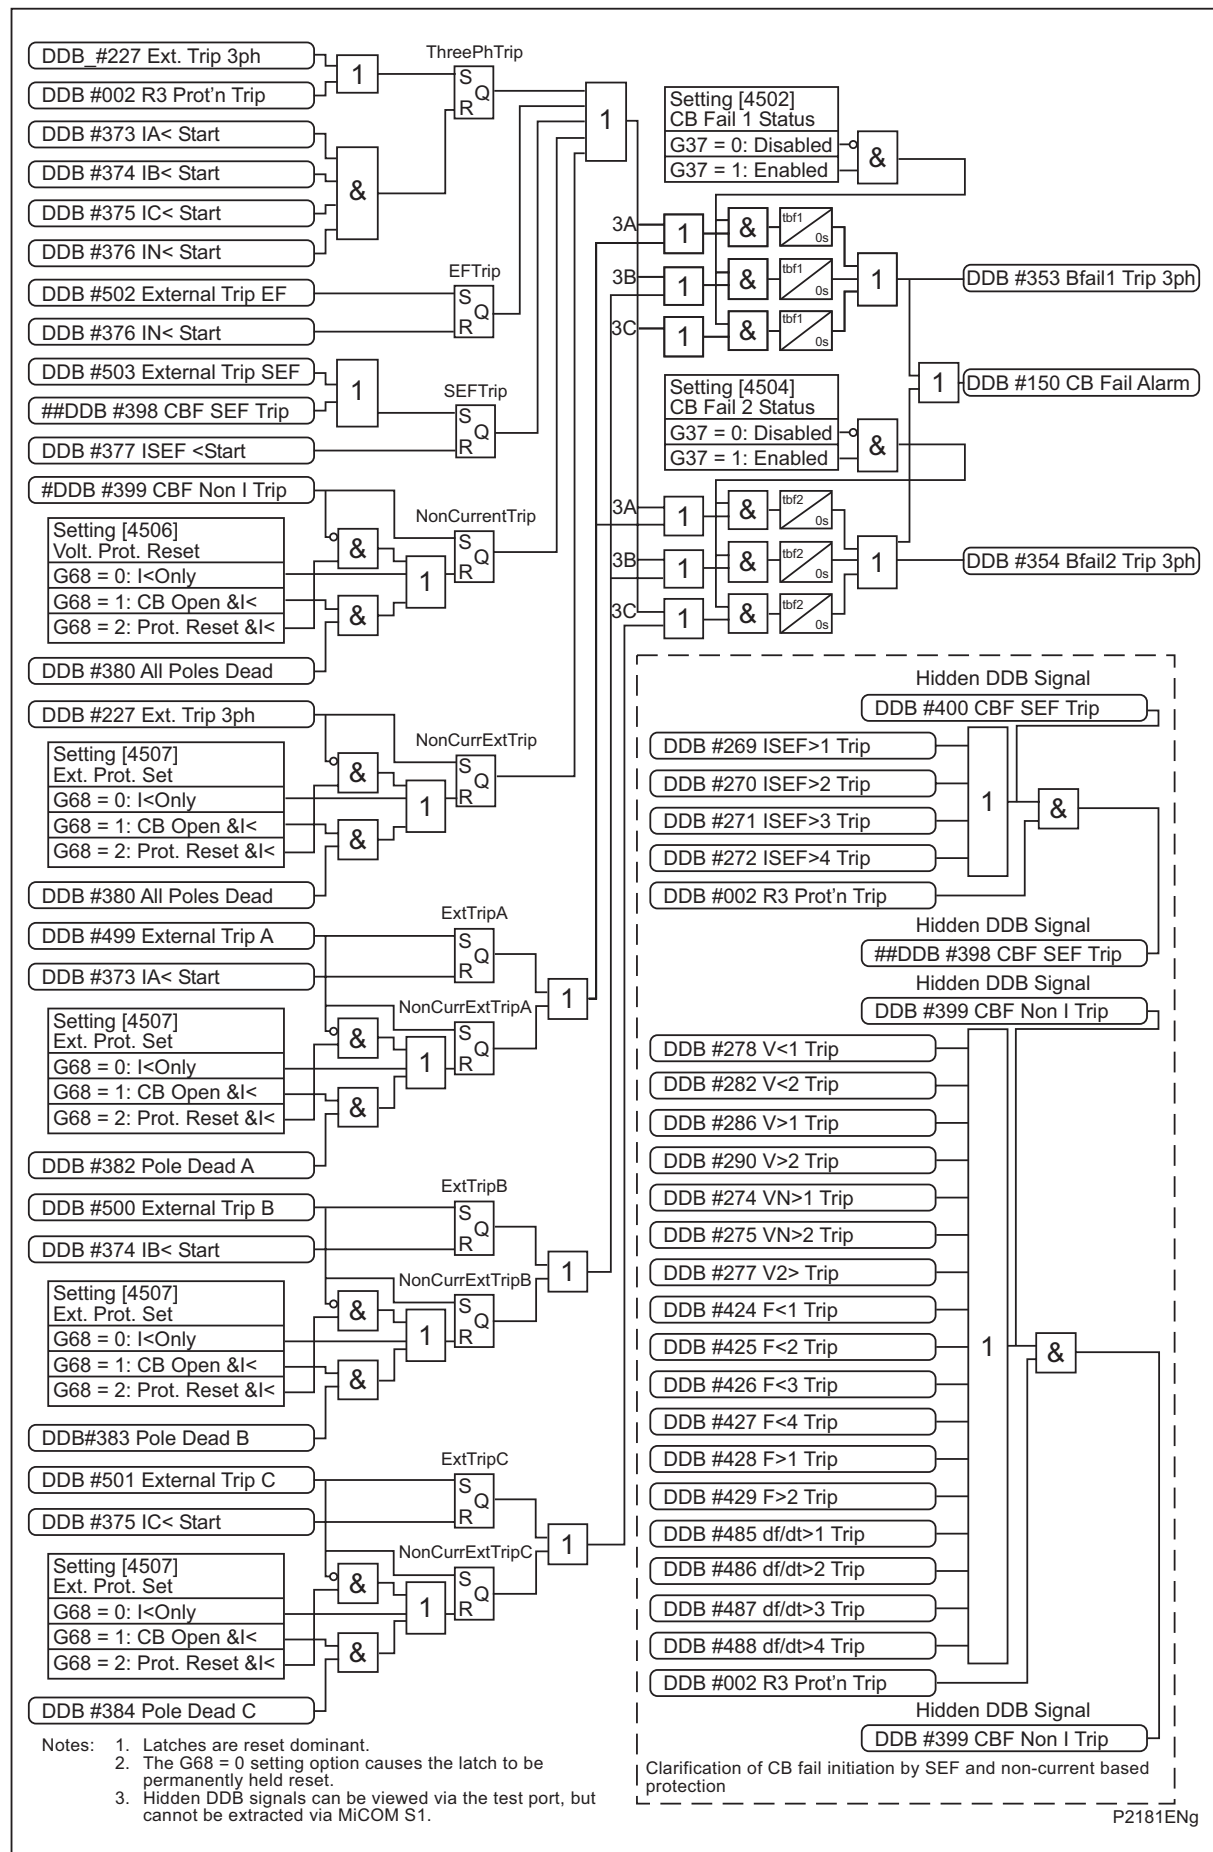 DDB_#227 Ext. Trip 3ph
DDB #002 R3 Prot'n Trip
1
ThreePhTrip
S
Q
R
DDB #373 IA< Start
DDB #374 IB< Start
DDB #375 IC< Start
DDB #376 IN< Start
&
DDB #502 External Trip EF
DDB #376 IN< Start
EFTrip
S
Q
R
DDB #503 External Trip SEF
##DDB #398 CBF SEF Trip
1
DDB #377 ISEF <Start
SEFTrip
S
Q
R
#DDB #399 CBF Non I Trip
Setting [4506]
Volt. Prot. Reset
G68 = 0: I<Only
G68 = 1: CB Open &I<
G68 = 2: Prot. Reset &I<
DDB #380 All Poles Dead
&
&
1
NonCurrentTrip
S
Q
R
DDB #227 Ext. Trip 3ph
Setting [4507]
Ext. Prot. Set
G68 = 0: I<Only
G68 = 1: CB Open &I<
G68 = 2: Prot. Reset &I<
DDB #380 All Poles Dead
&
&
1
NonCurrExtTrip
S
Q
R
DDB #499 External Trip A
DDB #373 IA< Start
ExtTripA
S
Q
R
Setting [4507]
Ext. Prot. Set
G68 = 0: I<Only
G68 = 1: CB Open &I<
G68 = 2: Prot. Reset &I<
DDB #382 Pole Dead A
&
&
1
NonCurrExtTripA
S
Q
R
1
DDB #500 External Trip B
DDB #374 IB< Start
ExtTripB
S
Q
R
Setting [4507]
Ext. Prot. Set
G68 = 0: I<Only
G68 = 1: CB Open &I<
G68 = 2: Prot. Reset &I<
DDB#383 Pole Dead B
&
&
1
NonCurrExtTripB
S
Q
R
1
DDB #501 External Trip C
DDB #375 IC< Start
ExtTripC
S
Q
R
Setting [4507]
Ext. Prot. Set
G68 = 0: I<Only
G68 = 1: CB Open &I<
G68 = 2: Prot. Reset &I<
DDB #384 Pole Dead C
&
&
1
NonCurrExtTripC
S
Q
R
1
1
Setting [4502]
CB Fail 1 Status
G37 = 0: Disabled
G37 = 1: Enabled
&
3A
1
&
tbf1
0s
3B
1
&
tbf1
0s
3C
1
&
tbf1
0s
1
DDB #353 Bfail1 Trip 3ph
1
DDB #150 CB Fail Alarm
Setting [4504]
CB Fail 2 Status
G37 = 0: Disabled
G37 = 1: Enabled
&
3A
1
&
tbf2
0s
3B
1
&
tbf2
0s
3C
1
&
tbf2
0s
1
DDB #354 Bfail2 Trip 3ph
Hidden DDB Signal
DDB #400 CBF SEF Trip
DDB #269 ISEF>1 Trip
DDB #270 ISEF>2 Trip
DDB #271 ISEF>3 Trip
DDB #272 ISEF>4 Trip
1
&
DDB #002 R3 Prot'n Trip
Hidden DDB Signal
##DDB #398 CBF SEF Trip
Hidden DDB Signal
DDB #399 CBF Non I Trip
DDB #278 V<1 Trip
DDB #282 V<2 Trip
DDB #286 V>1 Trip
DDB #290 V>2 Trip
DDB #274 VN>1 Trip
DDB #275 VN>2 Trip
DDB #277 V2> Trip
DDB #424 F<1 Trip
DDB #425 F<2 Trip
DDB #426 F<3 Trip
DDB #427 F<4 Trip
DDB #428 F>1 Trip
DDB #429 F>2 Trip
DDB #485 df/dt>1 Trip
DDB #486 df/dt>2 Trip
DDB #487 df/dt>3 Trip
DDB #488 df/dt>4 Trip
1
&
DDB #002 R3 Prot'n Trip
Hidden DDB Signal
DDB #399 CBF Non I Trip
Clarification of CB fail initiation by SEF and non-current based
protection
Notes: 1. Latches are reset dominant.
2. The G68 = 0 setting option causes the latch to be
permanently held reset.
3. Hidden DDB signals can be viewed via the test port, but
cannot be extracted via MiCOM S1.
P2181ENg